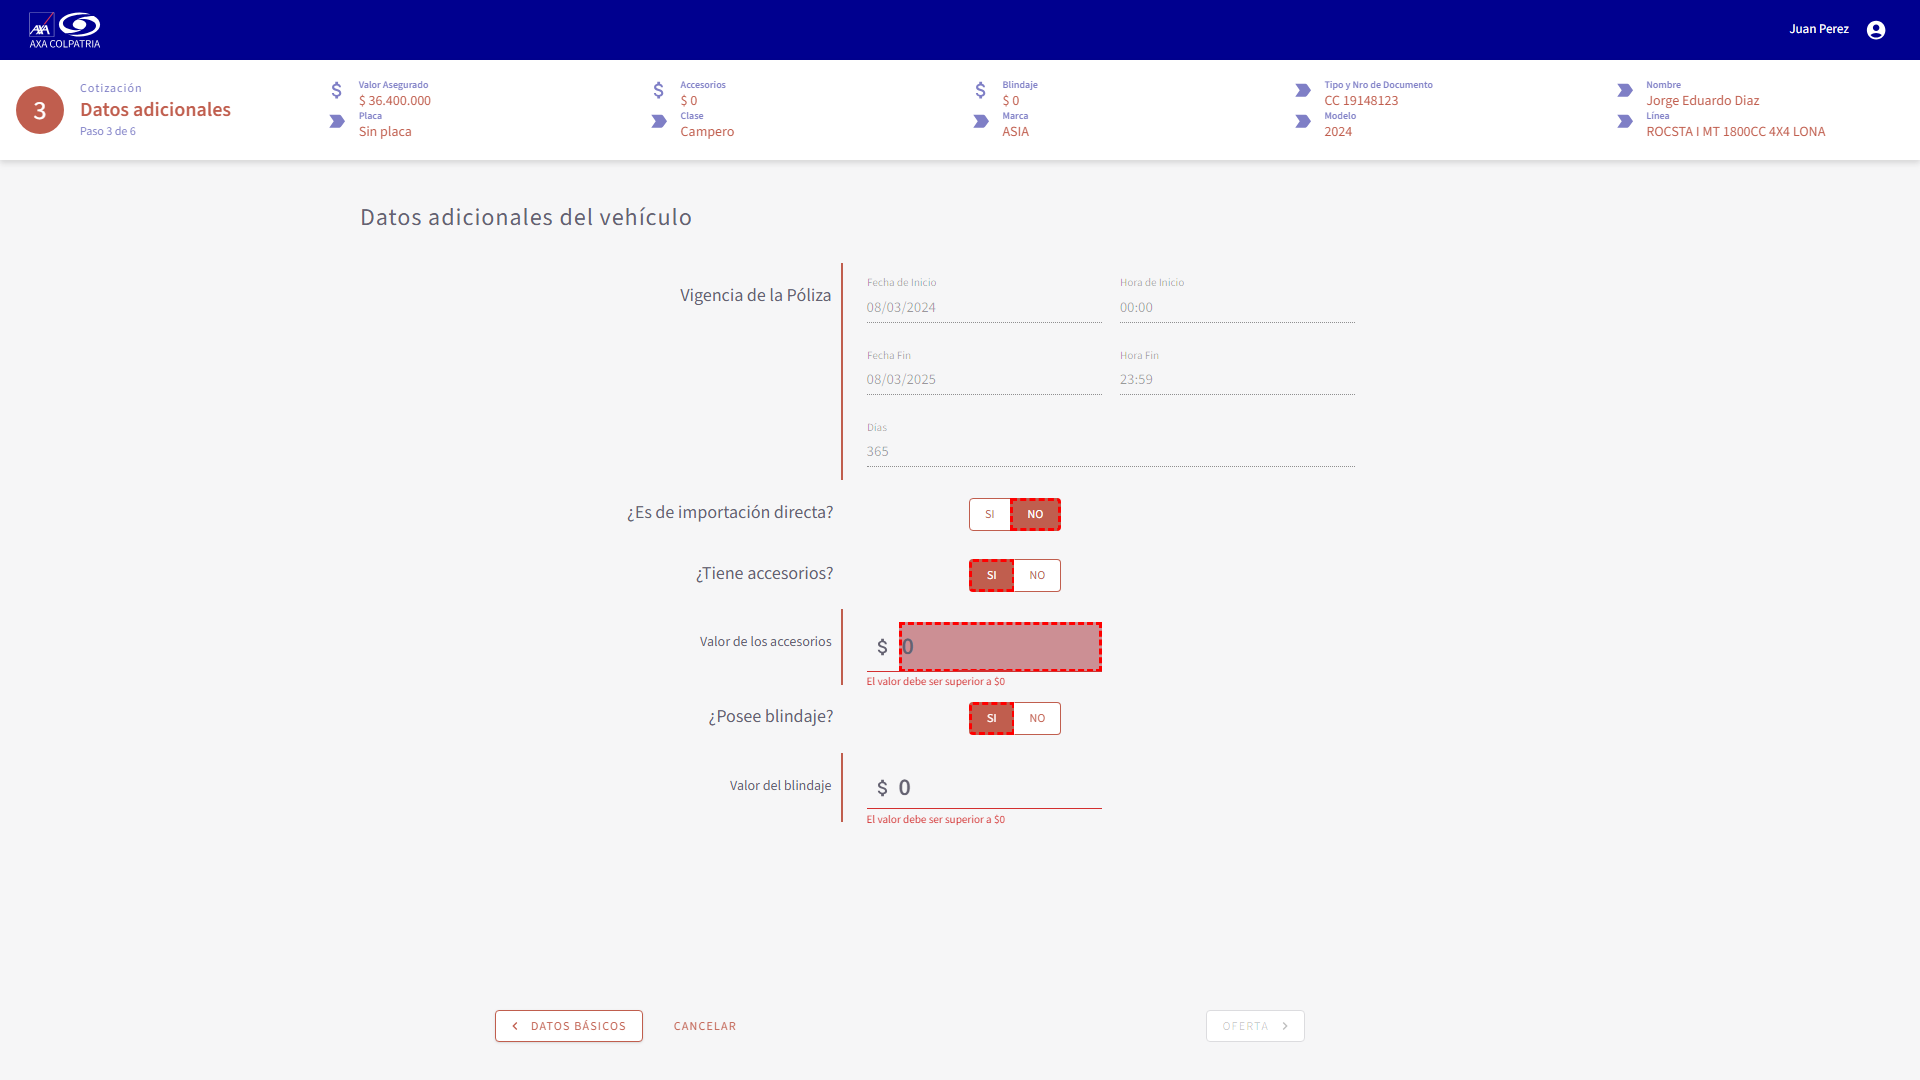 AXA
AXA COLPATRIA
Juan Perez
3
Cotización
Datos adicionales
Paso 3 de 6
Valor Asegurado
$ 36.400.000
Placa
Sin placa
Accesorios
$ 0
Clase
Campero
Blindaje
$ 0
Marca
ASIA
Tipo y Nro de Documento
CC 19148123
Modelo
2024
Nombre
Jorge Eduardo Diaz
Línea
ROCSTA I MT 1800CC 4X4 LONA
Datos adicionales del vehículo
Vigencia de la Póliza
Fecha de Inicio
08/03/2024
Hora de Inicio
00:00
Fecha Fin
08/03/2025
Hora Fin
23:59
Días
365
¿Es de importación directa?
SI NO
¿Tiene accesorios?
SI NO
Valor de los accesorios
$ 0
El valor debe ser superior a $0
¿Posee blindaje?
SI NO
Valor del blindaje
$ 0
El valor debe ser superior a $0
DATOS BÁSICOS
CANCELAR
OFERTA